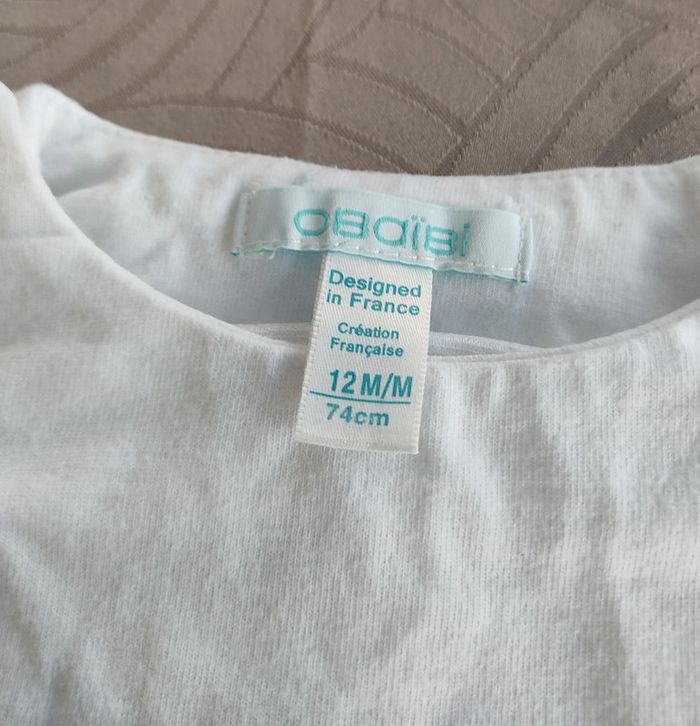 obaïbi
Designed
in France
Création
Française
12 M/M
74cm